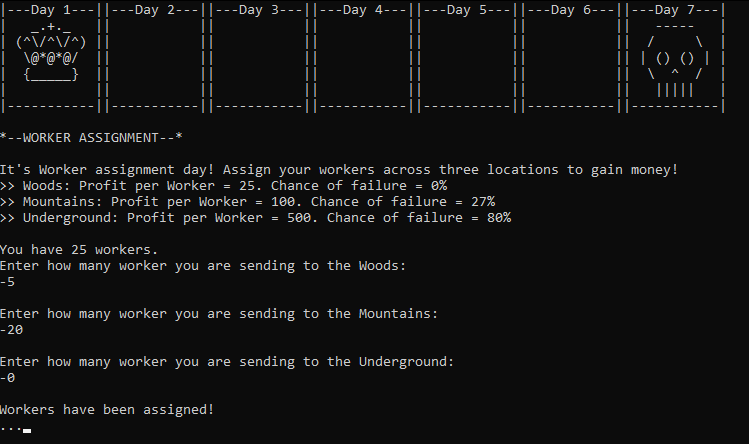 |---Day 1---||---Day 2---||---Day 3---||---Day 4---||---Day 5---||---Day 6---||---Day 7---|
|   _.+._   ||           ||           ||           ||           ||           ||   -----   |
| (^\/^\/^) ||           ||           ||           ||           ||           ||  /     \  |
|  \@*@*@/  ||           ||           ||           ||           ||           || | () () | |
|  {_____}  ||           ||           ||           ||           ||           ||  \  ^  /  |
|           ||           ||           ||           ||           ||           ||   |||||   |
|-----------||-----------||-----------||-----------||-----------||-----------||-----------|
*--WORKER ASSIGNMENT--*
It's Worker assignment day! Assign your workers across three locations to gain money!
>> Woods: Profit per Worker = 25. Chance of failure = 0%
>> Mountains: Profit per Worker = 100. Chance of failure = 27%
>> Underground: Profit per Worker = 500. Chance of failure = 80%
You have 25 workers.
Enter how many worker you are sending to the Woods:
-5
Enter how many worker you are sending to the Mountains:
-20
Enter how many worker you are sending to the Underground:
-0
Workers have been assigned!
..._